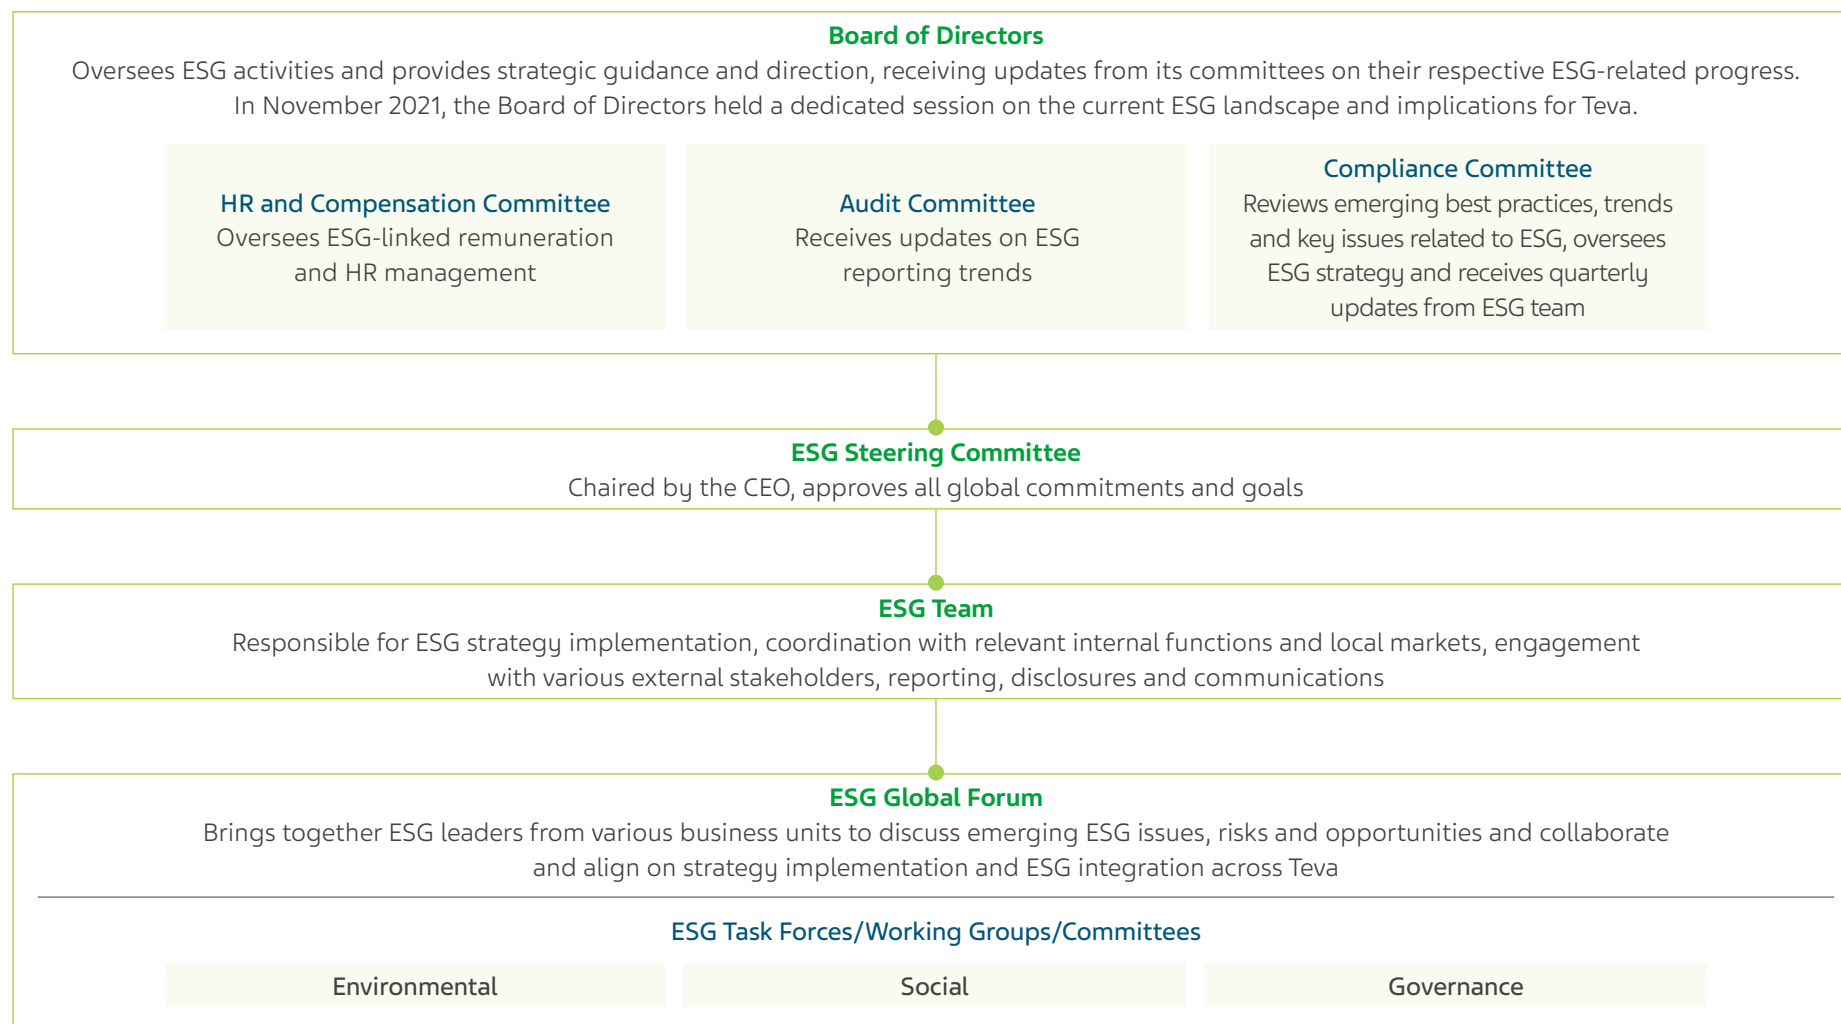 Board of Directors
Oversees ESG activities and provides strategic guidance and direction, receiving updates from its committees on their respective ESG-related progress.
In November 2021, the Board of Directors held a dedicated session on the current ESG landscape and implications for Teva.
HR and Compensation Committee
Oversees ESG-linked remuneration
and HR management
Audit Committee
Receives updates on ESG
reporting trends
Compliance Committee
Reviews emerging best practices, trends
and key issues related to ESG, oversees
ESG strategy and receives quarterly
updates from ESG team
ESG Steering Committee
Chaired by the CEO, approves all global commitments and goals
ESG Team
Responsible for ESG strategy implementation, coordination with relevant internal functions and local markets, engagement
with various external stakeholders, reporting, disclosures and communications
ESG Global Forum
Brings together ESG leaders from various business units to discuss emerging ESG issues, risks and opportunities and collaborate
and align on strategy implementation and ESG integration across Teva
ESG Task Forces/Working Groups/Committees
Environmental
Social
Governance